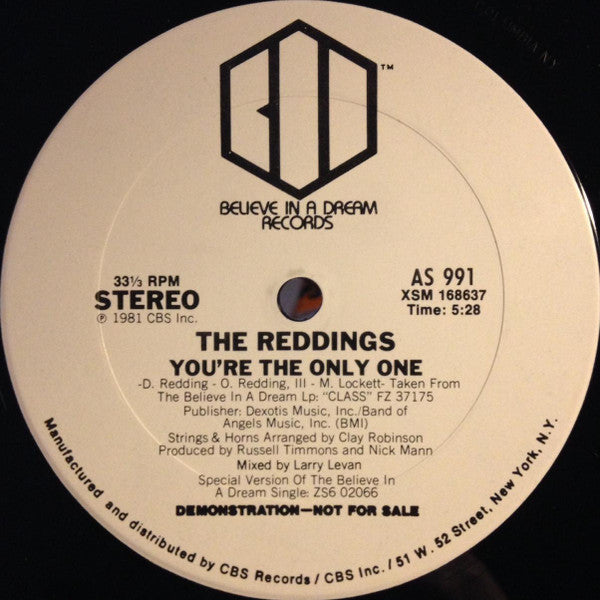 COLUMBIA NY
BID
™
BELIEVE IN A DREAM
RECORDS
33⅓ RPM
STEREO
℗ 1981 CBS Inc.
AS 991
XSM 168637
Time: 5:28
THE REDDINGS
YOU'RE THE ONLY ONE
-D. Redding - O. Redding, III - M. Lockett- Taken From
The Believe In A Dream Lp: "CLASS" FZ 37175
Publisher: Dexotis Music, Inc./Band of
Angels Music, Inc. (BMI)
Strings & Horns Arranged by Clay Robinson
Produced by Russell Timmons and Nick Mann
Mixed by Larry Levan
Special Version Of The Believe In
A Dream Single: ZS6 02066
DEMONSTRATION—NOT FOR SALE
Manufactured and distributed by CBS Records / CBS Inc. / 51 W. 52 Street, New York, N.Y.